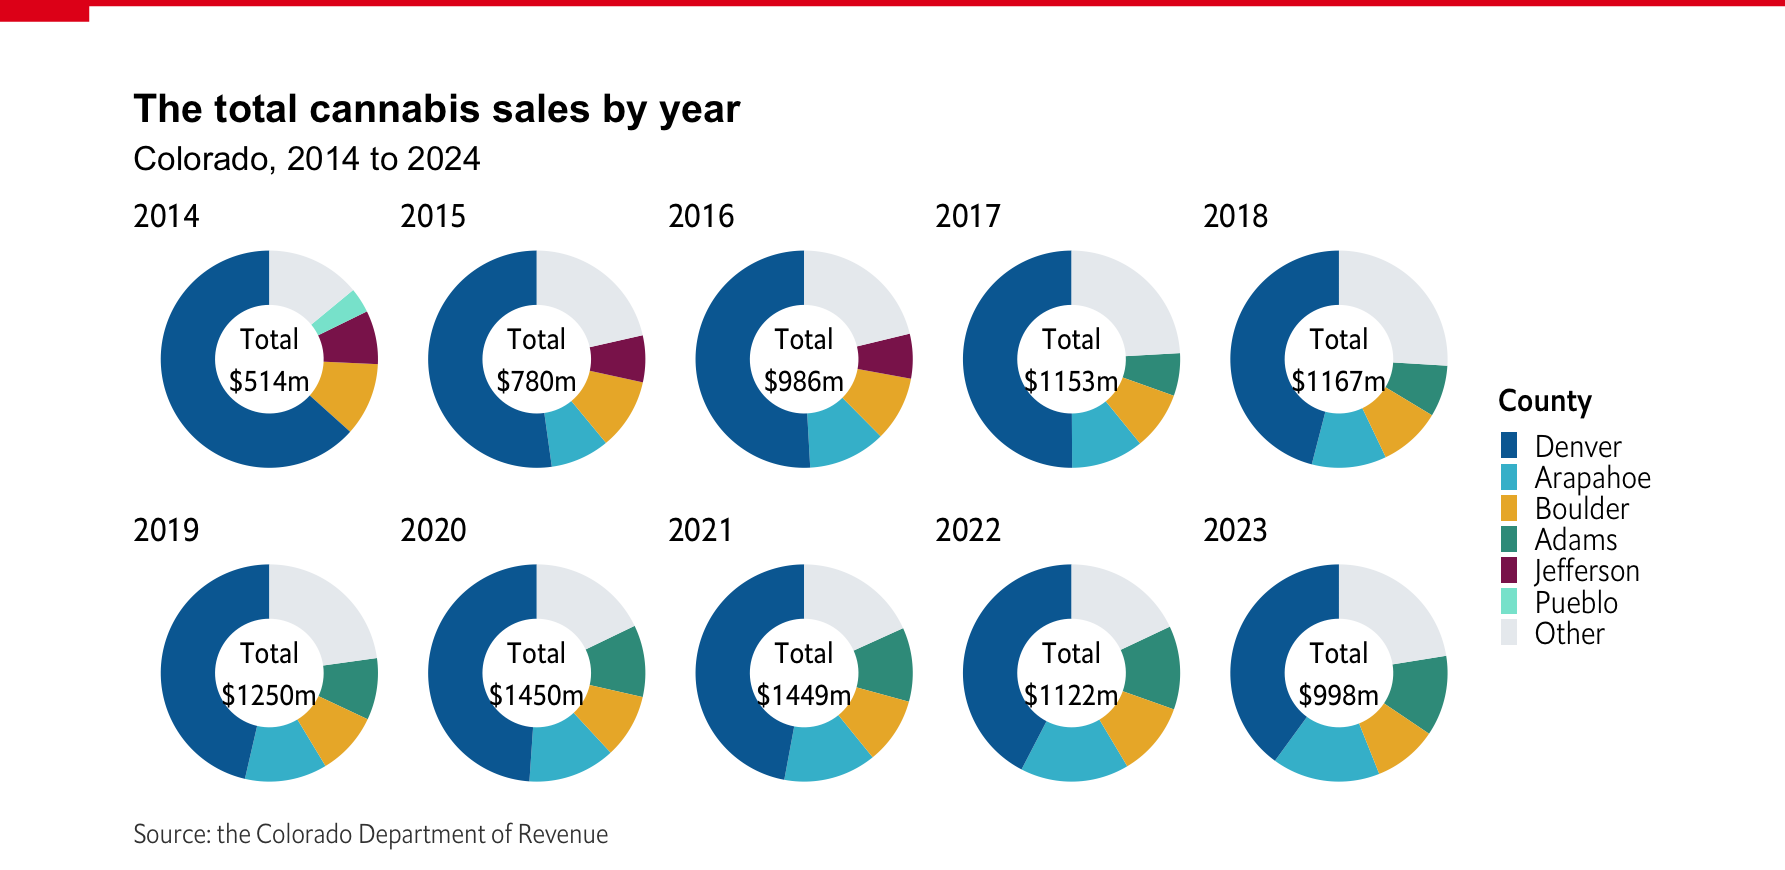 The total cannabis sales by year
Colorado, 2014 to 2024
2014
2015
2016
2017
2018
Total
$514m
Total
$780m
Total
$986m
Total
$1153m
Total
$1167m
2019
2020
2021
2022
2023
Total
$1250m
Total
$1450m
Total
$1449m
Total
$1122m
Total
$998m
County
Denver
Arapahoe
Boulder
Adams
Jefferson
Pueblo
Other
Source: the Colorado Department of Revenue